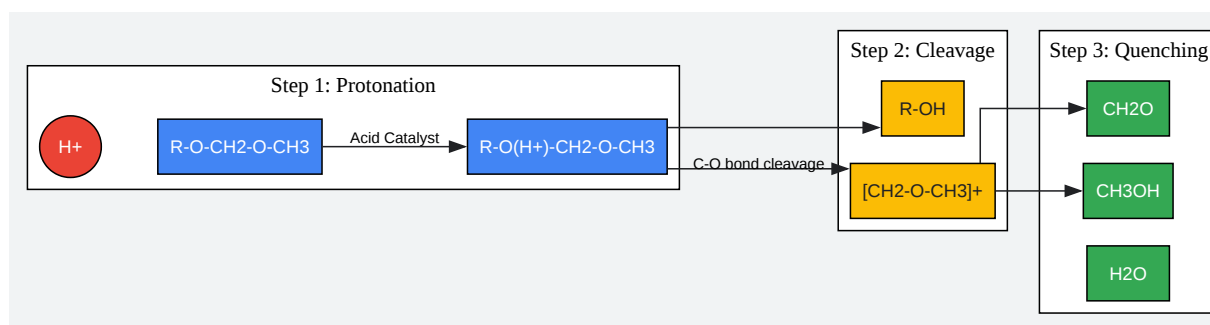 Step 1: Protonation
H+
R-O-CH2-O-CH3
Acid Catalyst
R-O(H+)-CH2-O-CH3
C-O bond cleavage
Step 2: Cleavage
R-OH
[CH2-O-CH3]+
Step 3: Quenching
CH2O
CH3OH
H2O